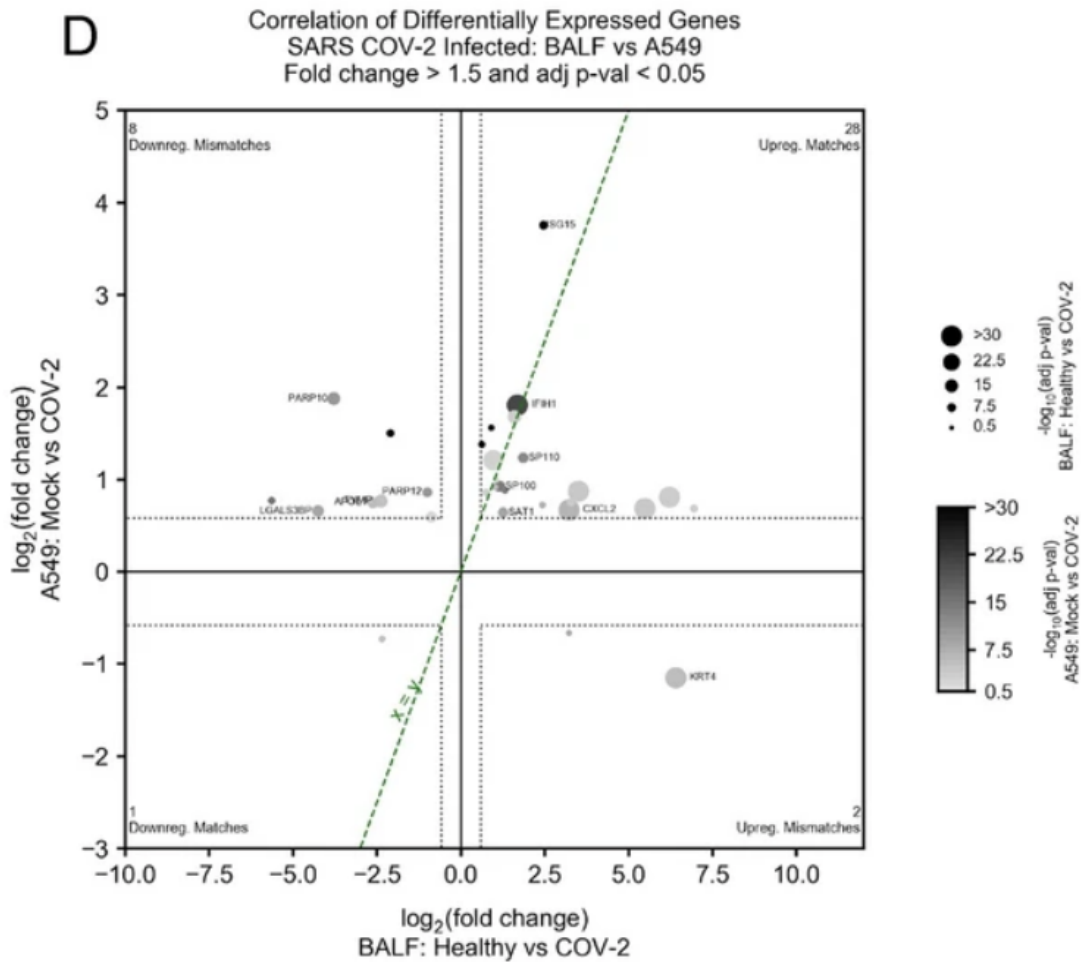 D
Correlation of Differentially Expressed Genes
SARS COV-2 Infected: BALF vs A549
Fold change > 1.5 and adj p-val < 0.05
8
Downreg. Mismatches
28
Upreg. Matches
5
4
3
2
1
0
−1
−2
−3
log2(fold change)
A549: Mock vs COV-2
ISG15
PARP10
IFIH1
SP110
PARP12
SP100
LGALS3BP
SAT1
CXCL2
KRT4
x = y
1
Downreg. Matches
2
Upreg. Mismatches
−10.0 −7.5 −5.0 −2.5 0.0 2.5 5.0 7.5 10.0
log2(fold change)
BALF: Healthy vs COV-2
>30
22.5
15
7.5
0.5
-log10(adj p-val)
BALF: Healthy vs COV-2
>30
22.5
15
7.5
0.5
-log10(adj p-val)
A549: Mock vs COV-2